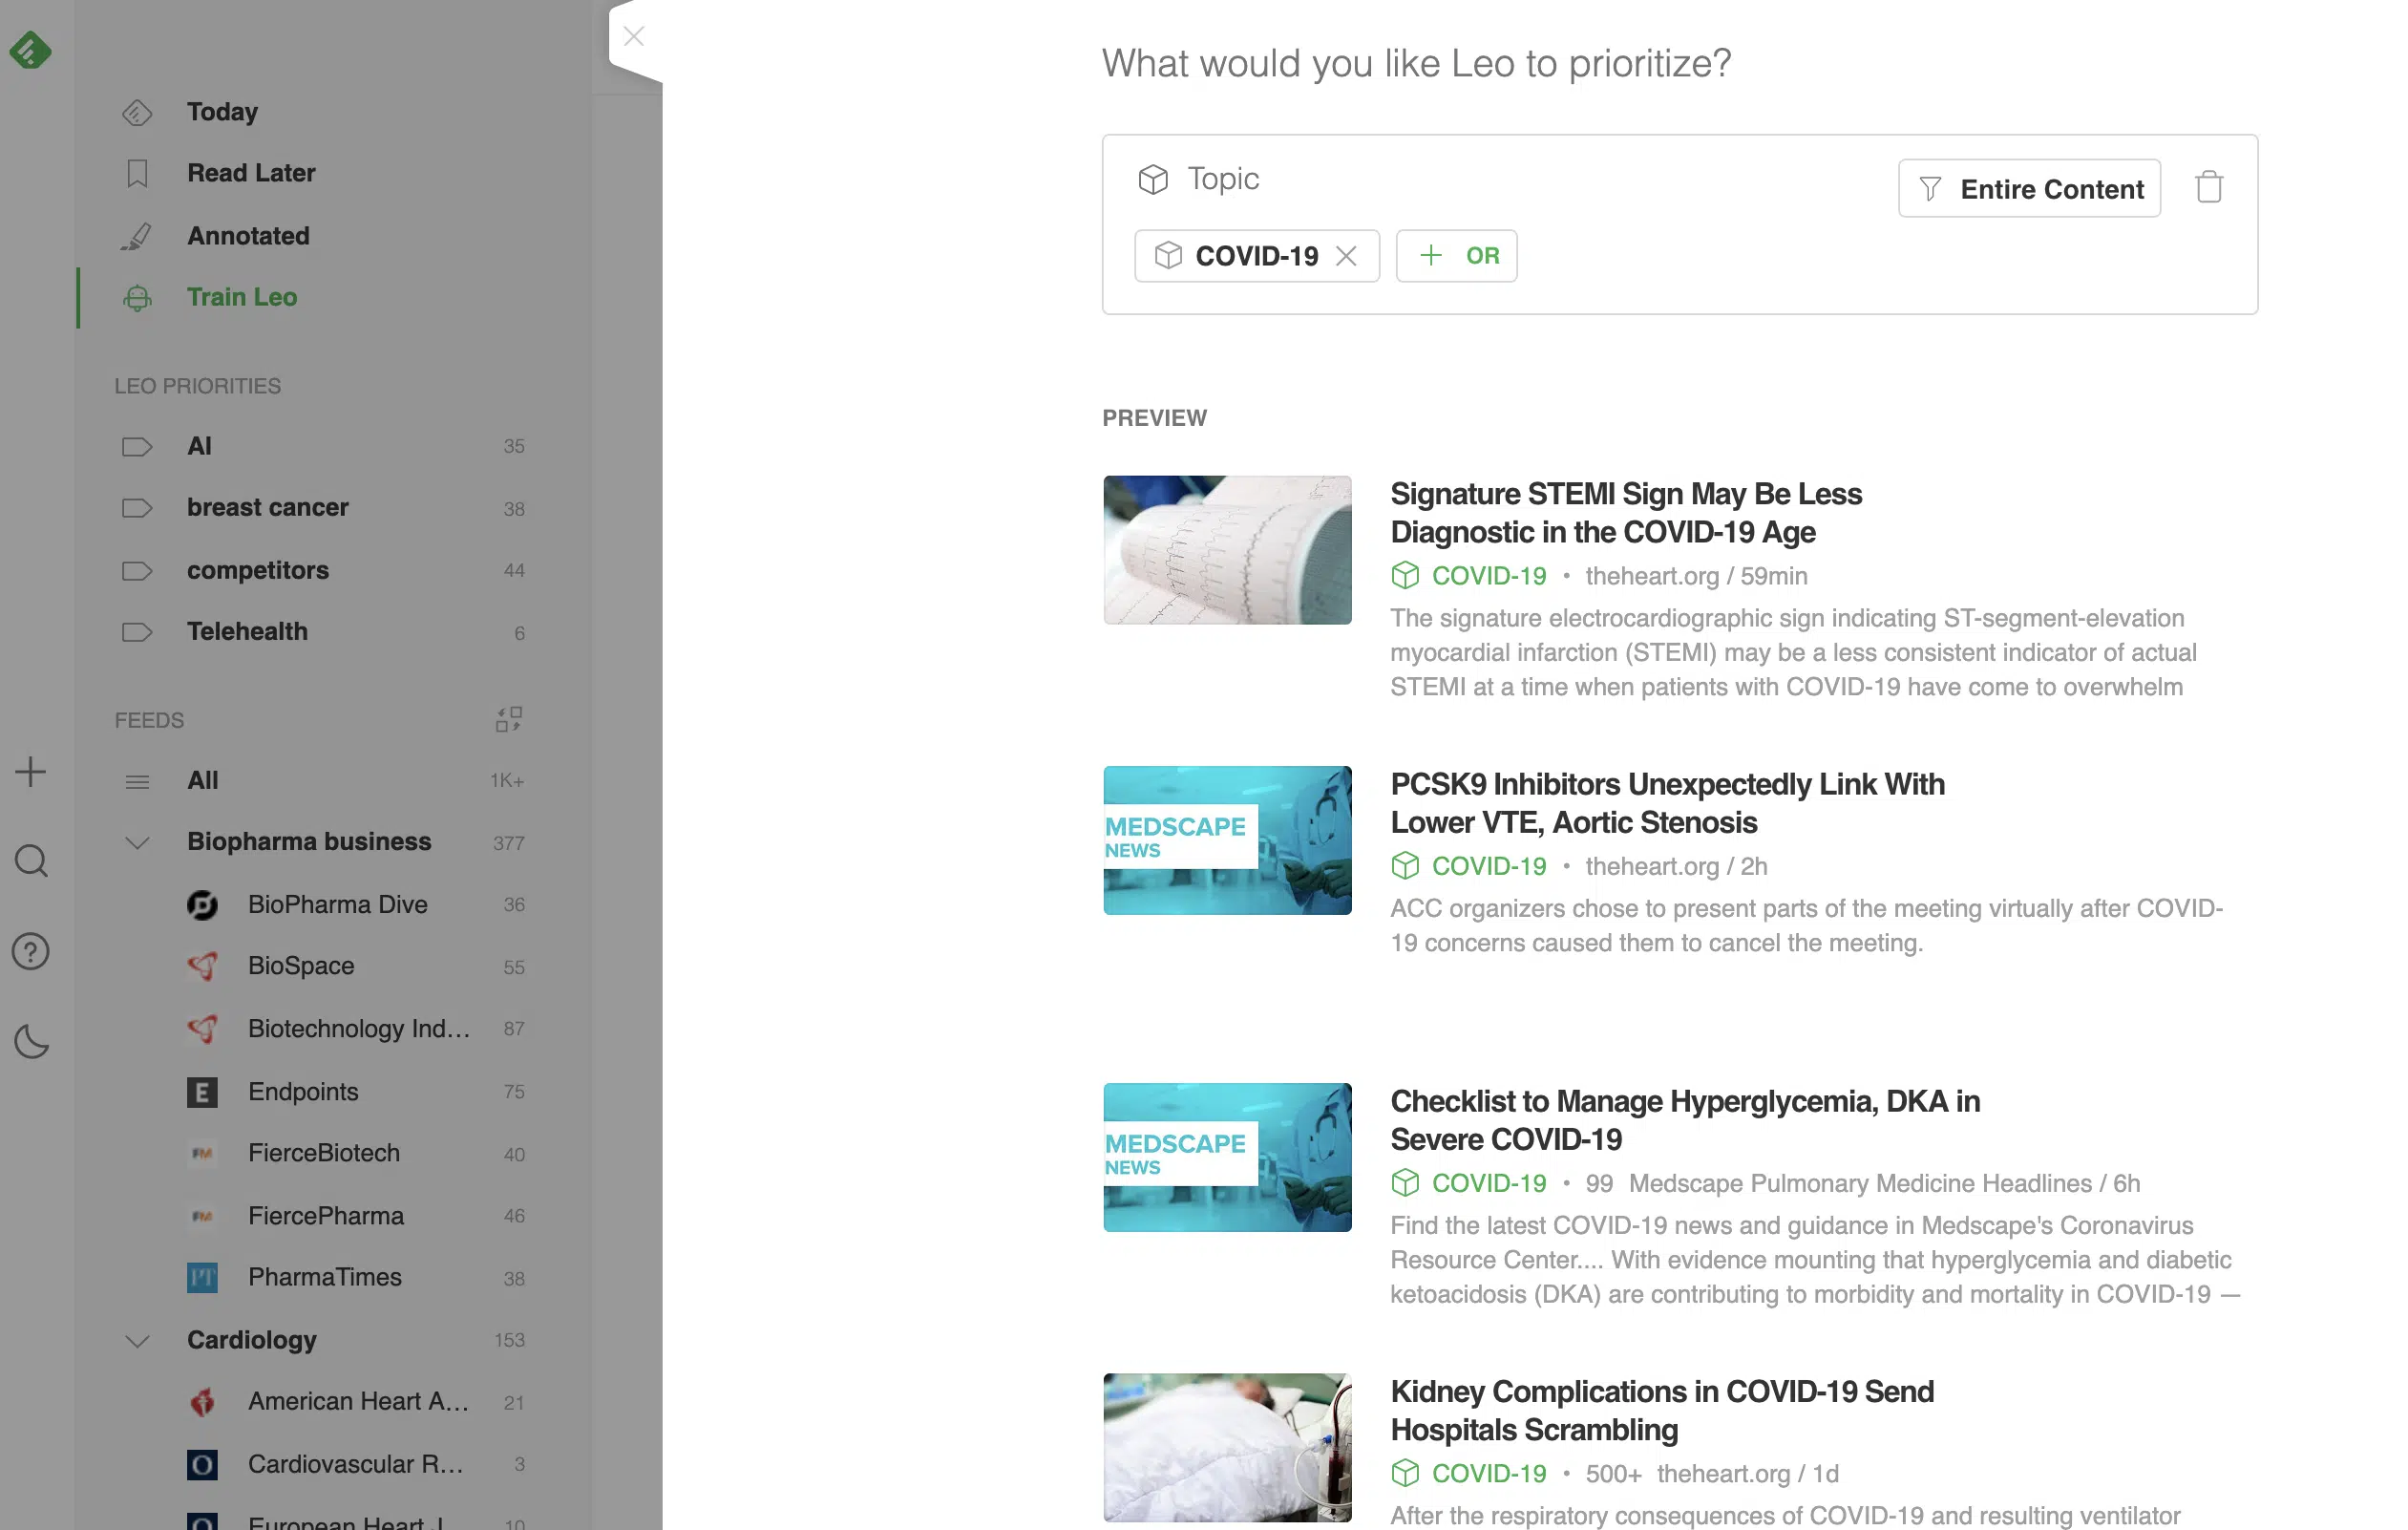 Today
Read Later
Annotated
Train Leo
LEO PRIORITIES
AI 35
breast cancer 38
competitors 44
Telehealth 6
FEEDS
All 1K+
Biopharma business 377
BioPharma Dive 36
BioSpace 55
Biotechnology Ind... 87
E Endpoints 75
FM FierceBiotech 40
FM FiercePharma 46
PT PharmaTimes 38
Cardiology 153
American Heart A... 21
O Cardiovascular R... 3
O European Heart J 10
What would you like Leo to prioritize?
Topic
Entire Content
COVID-19
OR
PREVIEW
Signature STEMI Sign May Be Less
Diagnostic in the COVID-19 Age
COVID-19 • theheart.org / 59min
The signature electrocardiographic sign indicating ST-segment-elevation
myocardial infarction (STEMI) may be a less consistent indicator of actual
STEMI at a time when patients with COVID-19 have come to overwhelm
MEDSCAPE
NEWS
PCSK9 Inhibitors Unexpectedly Link With
Lower VTE, Aortic Stenosis
COVID-19 • theheart.org / 2h
ACC organizers chose to present parts of the meeting virtually after COVID-
19 concerns caused them to cancel the meeting.
MEDSCAPE
NEWS
Checklist to Manage Hyperglycemia, DKA in
Severe COVID-19
COVID-19 • 99 Medscape Pulmonary Medicine Headlines / 6h
Find the latest COVID-19 news and guidance in Medscape's Coronavirus
Resource Center.... With evidence mounting that hyperglycemia and diabetic
ketoacidosis (DKA) are contributing to morbidity and mortality in COVID-19 —
Kidney Complications in COVID-19 Send
Hospitals Scrambling
COVID-19 • 500+ theheart.org / 1d
After the respiratory consequences of COVID-19 and resulting ventilator